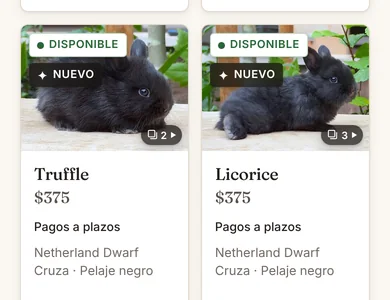 DISPONIBLE
NUEVO
2
Truffle
$375
Pagos a plazos
Netherland Dwarf
Cruza · Pelaje negro
DISPONIBLE
NUEVO
3
Licorice
$375
Pagos a plazos
Netherland Dwarf
Cruza · Pelaje negro